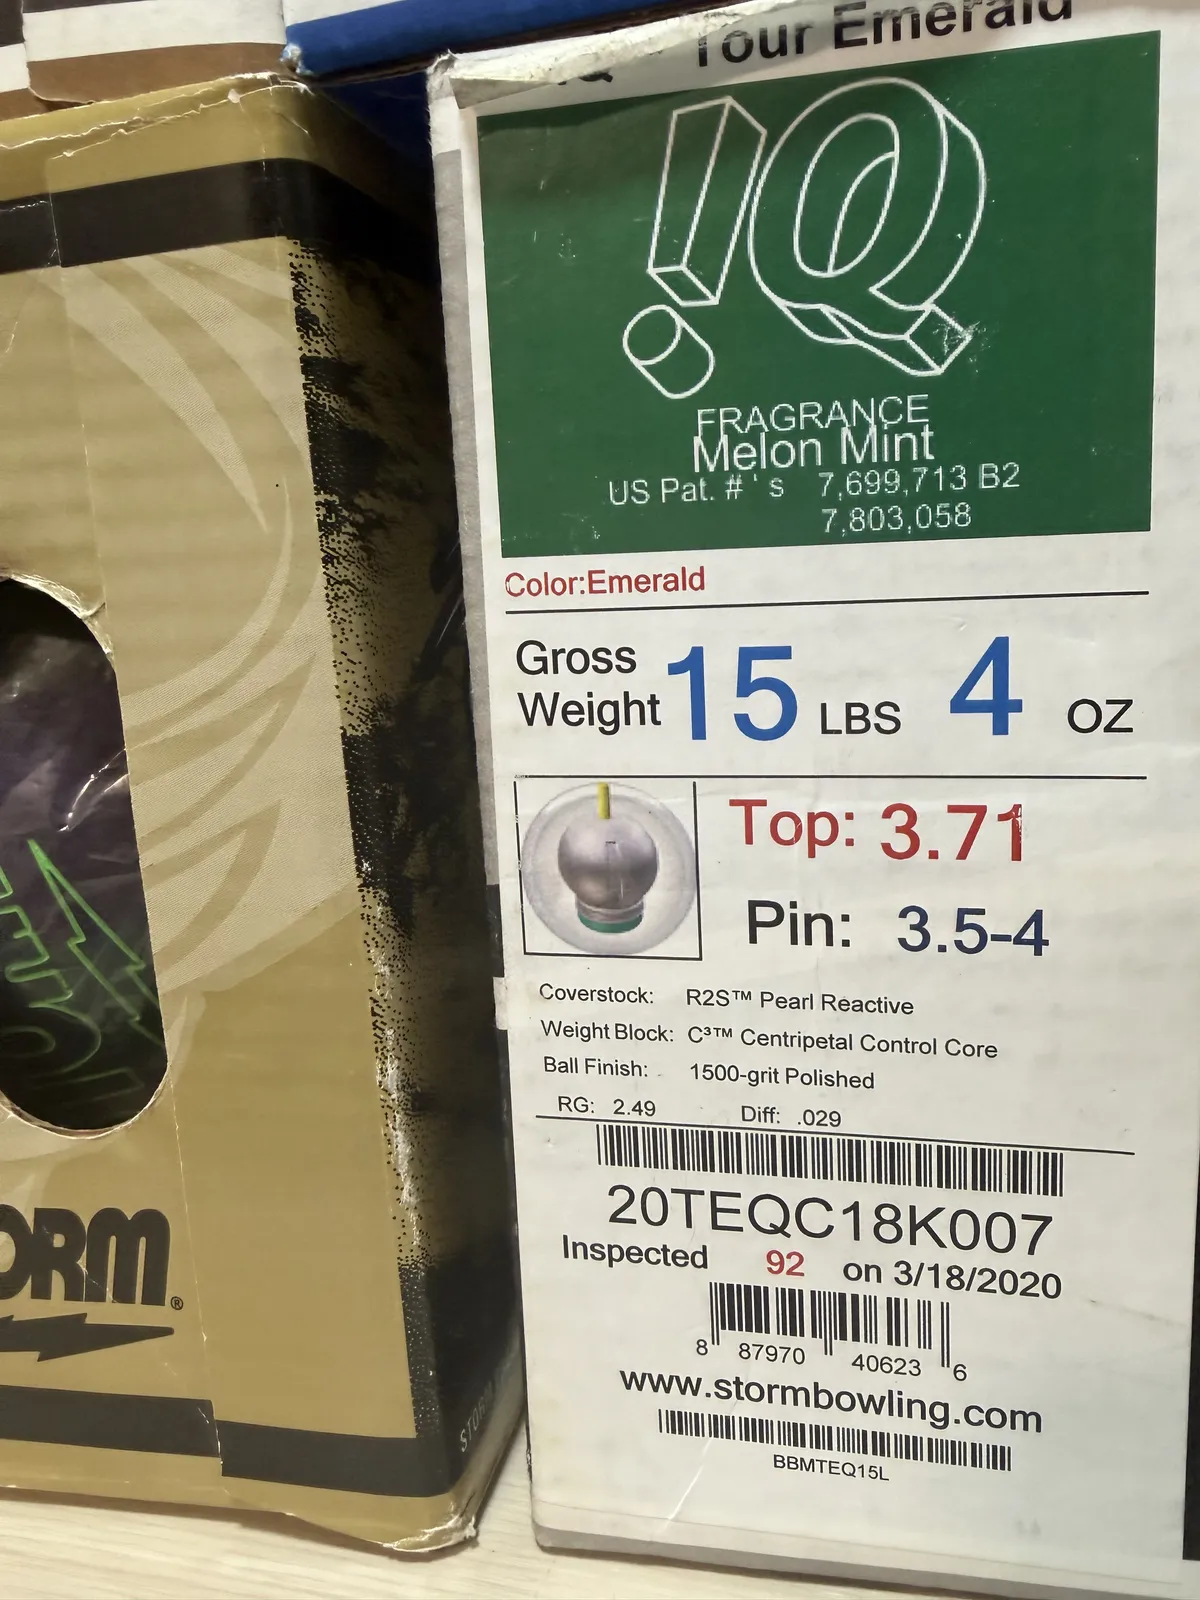 Tour Emerald
!Q
FRAGRANCE
Melon Mint
US Pat. # ' s 7,699,713 B2
7,803,058
Color:Emerald
Gross Weight 15 LBS 4 OZ
Top: 3.71
Pin: 3.5-4
Coverstock: R2S™ Pearl Reactive
Weight Block: C³™ Centripetal Control Core
Ball Finish: 1500-grit Polished
RG: 2.49 Diff: .029
20TEQC18K007
Inspected 92 on 3/18/2020
8 87970 40623 6
www.stormbowling.com
BBMTEQ15L
ORM®